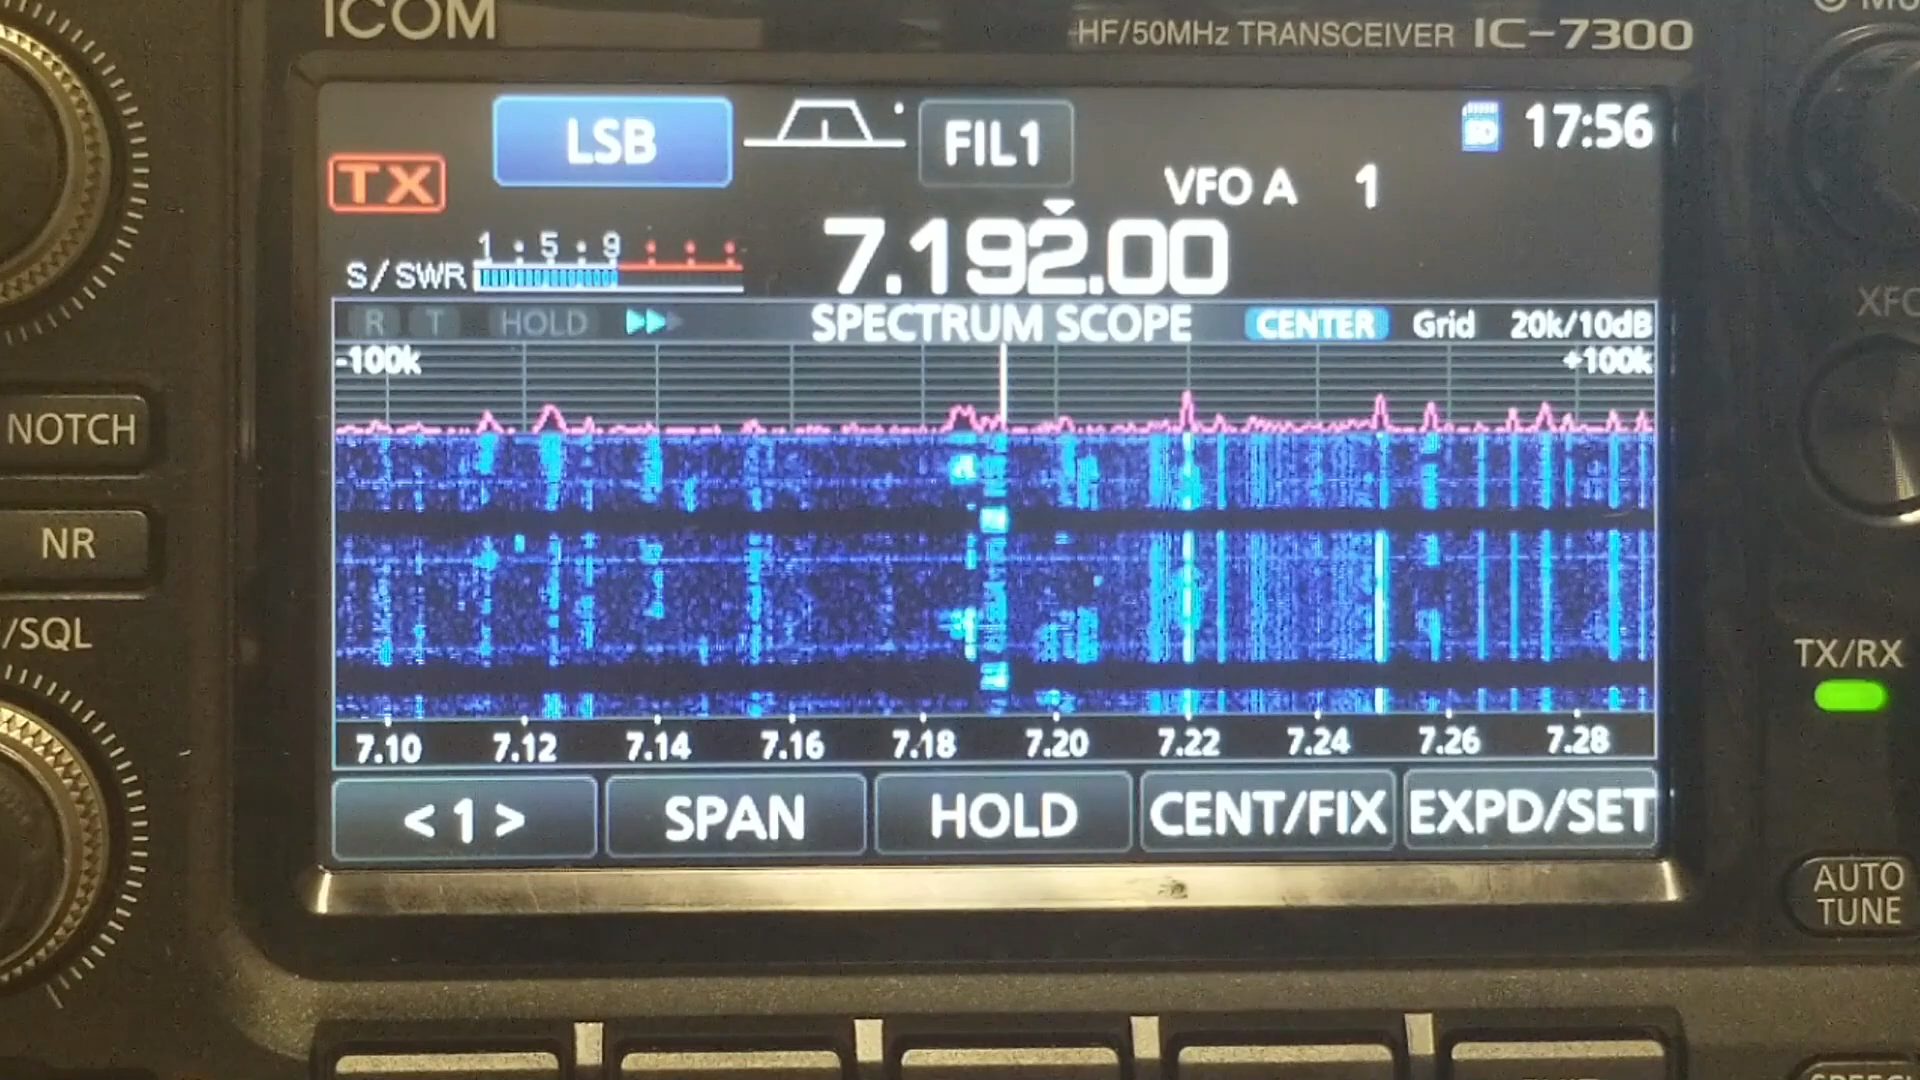 ICOM
HF/50MHz TRANSCEIVER IC-7300
LSB
FIL1
SD
17:56
TX
VFO A 1
1 5 9
S/SWR
7.192.00
R T HOLD SPECTRUM SCOPE CENTER Grid 20k/10dB
-100k +100k
7.10 7.12 7.14 7.16 7.18 7.20 7.22 7.24 7.26 7.28
< 1 > SPAN HOLD CENT/FIX EXPD/SET
NOTCH
NR
/SQL
XFC
TX/RX
AUTO
TUNE